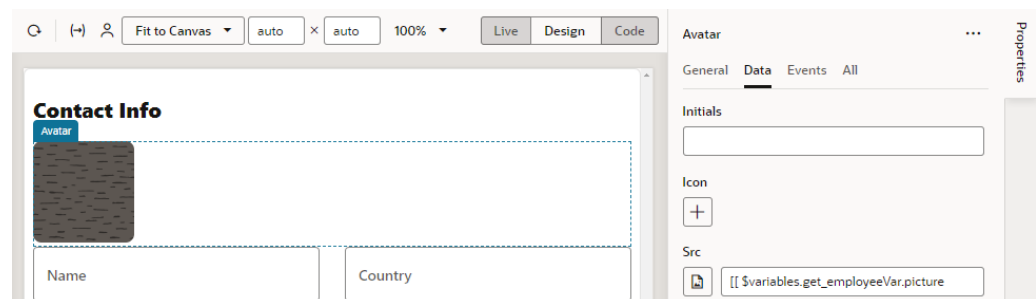 Fit to Canvas auto × auto 100% Live Design Code
Avatar
Properties
General Data Events All
Contact Info
Avatar
Initials
Icon
Src
[[ $variables.get_employeeVar.picture
Name Country